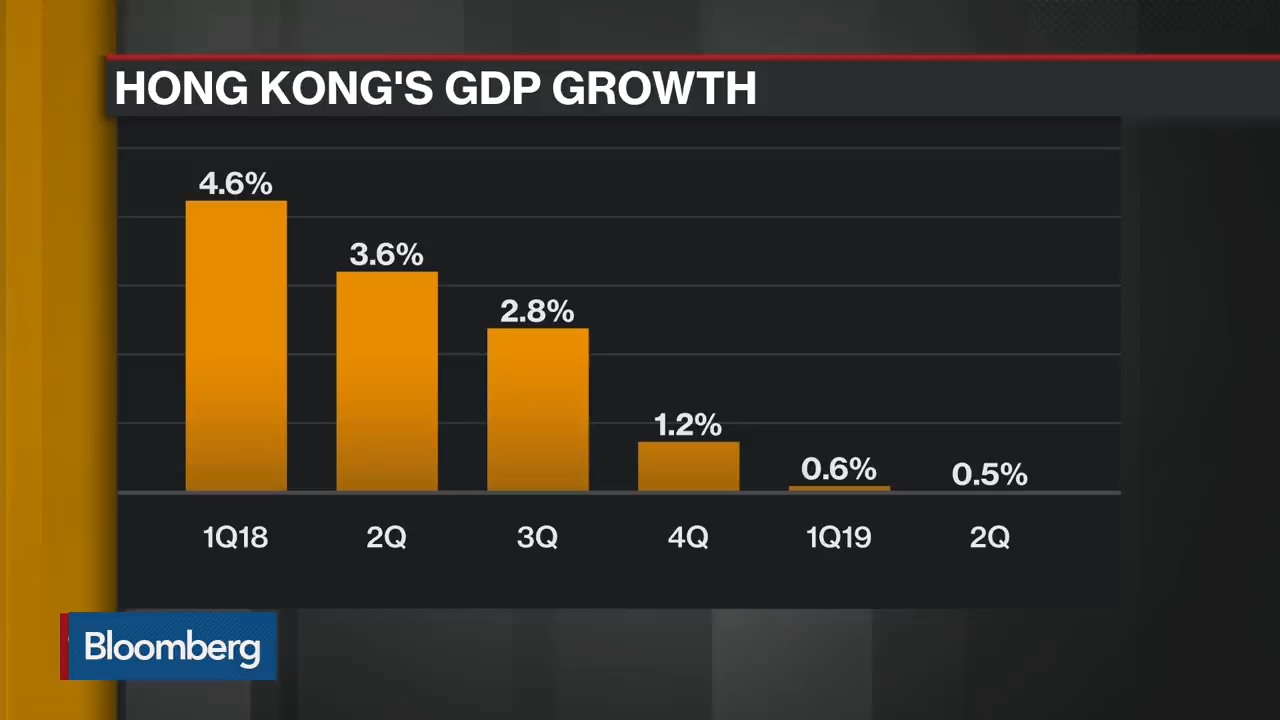 HONG KONG'S GDP GROWTH
4.6%
3.6%
2.8%
1.2%
0.6%
0.5%
1Q18
2Q
3Q
4Q
1Q19
2Q
Bloomberg